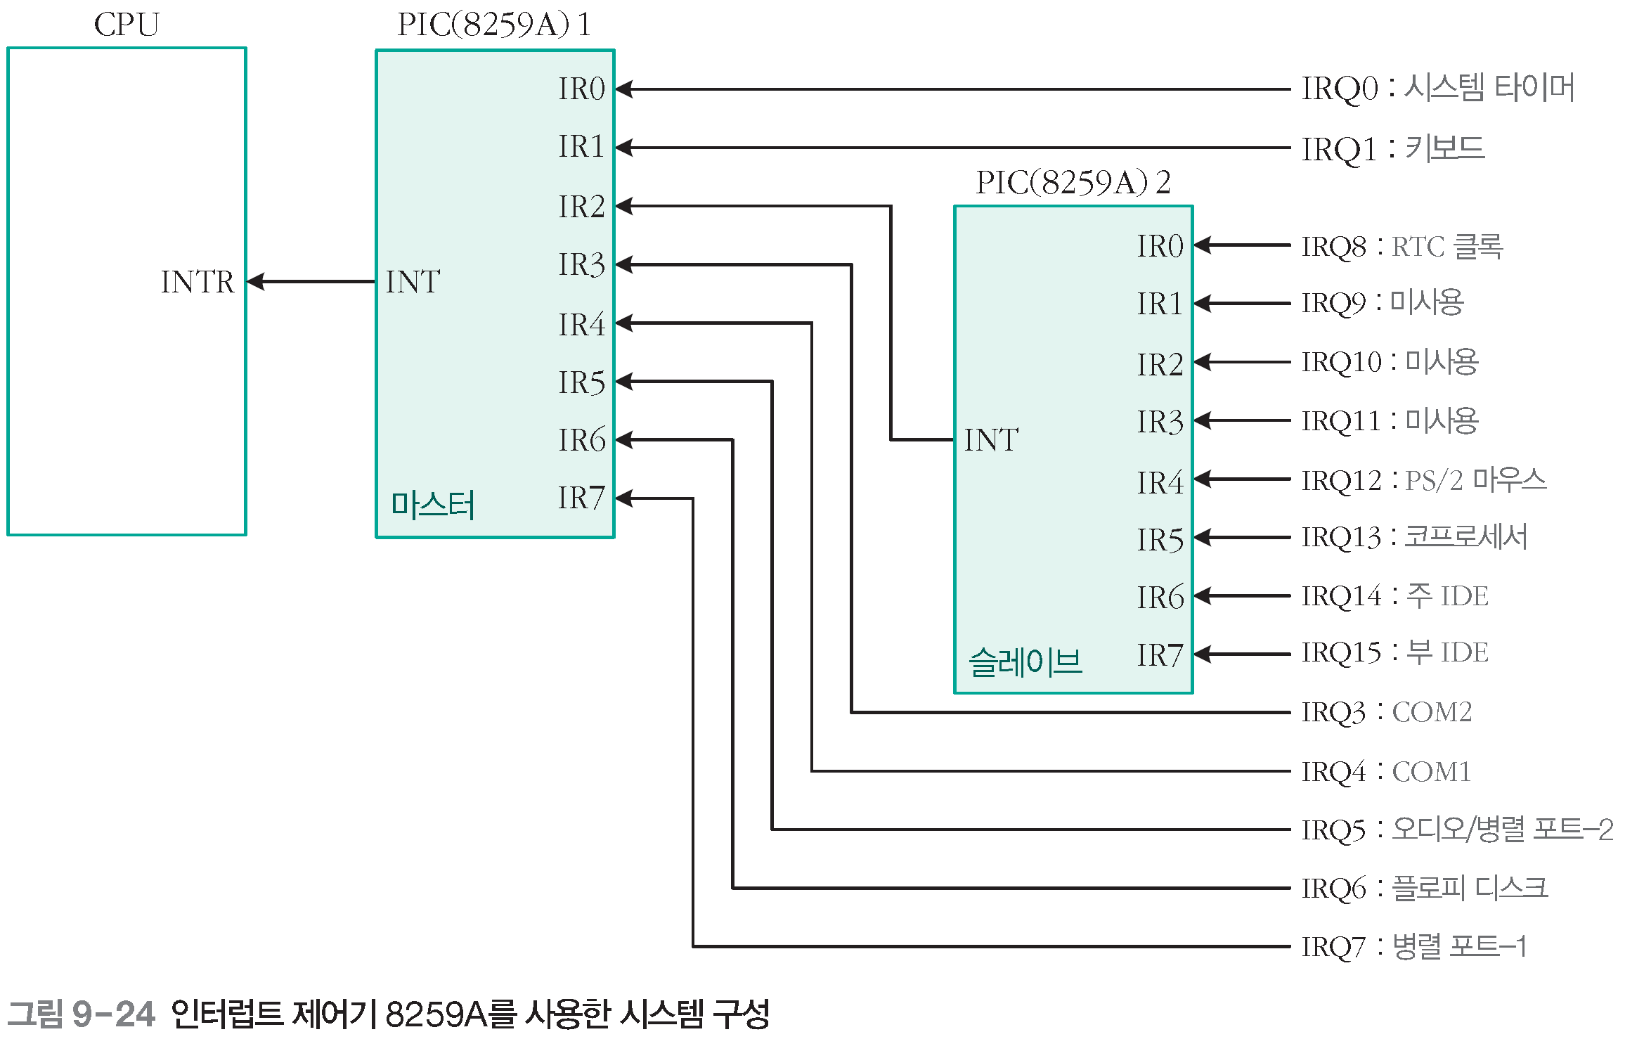 CPU
PIC(8259A) 1
IR0
IRQ0 : 시스템 타이머
IR1
IRQ1 : 키보드
PIC(8259A) 2
IR2
IR0
IRQ8 : RTC 클록
IR3
INTR
INT
IR1
IRQ9 : 미사용
IR4
IR2
IRQ10 : 미사용
IR5
IR3
IRQ11 : 미사용
IR6
INT
IR4
IRQ12 : PS/2 마우스
IR7
마스터
IR5
IRQ13 : 코프로세서
IR6
IRQ14 : 주 IDE
슬레이브
IR7
IRQ15 : 부 IDE
IRQ3 : COM2
IRQ4 : COM1
IRQ5 : 오디오/병렬 포트-2
IRQ6 : 플로피 디스크
IRQ7 : 병렬 포트-1
그림 9-24 인터럽트 제어기 8259A를 사용한 시스템 구성